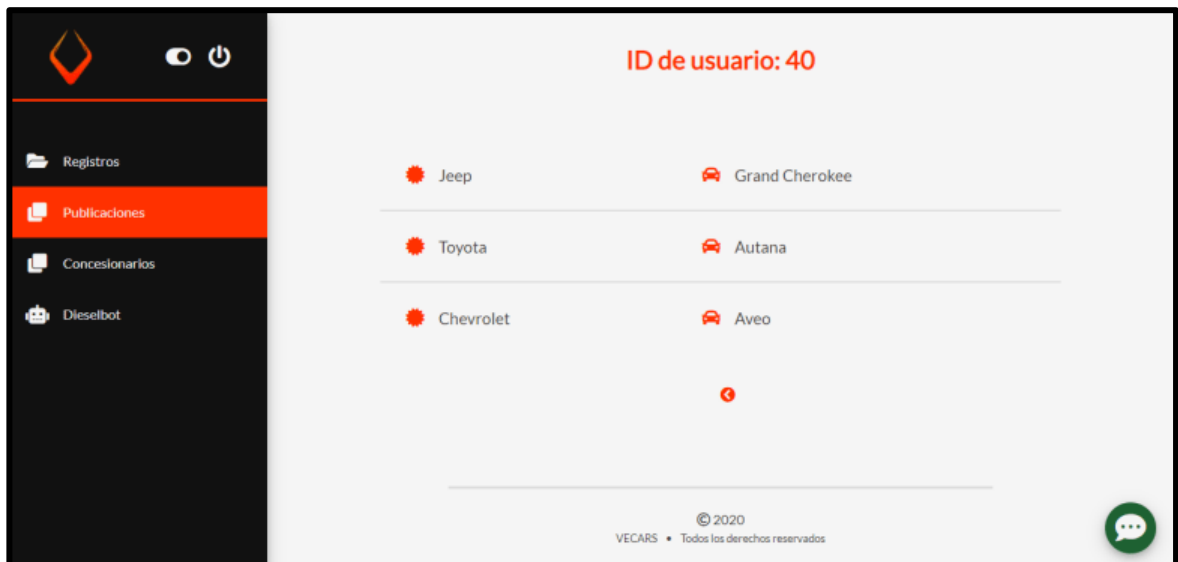 ID de usuario: 40
Registros
Publicaciones
Concesionarios
Dieselbot
Jeep Grand Cherokee
Toyota Autana
Chevrolet Aveo
© 2020
VECARS • Todos los derechos reservados